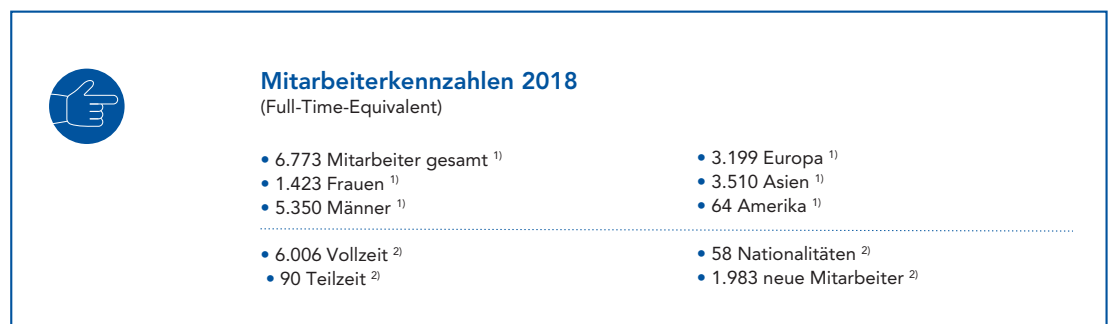 Mitarbeiterkennzahlen 2018
(Full-Time-Equivalent)
• 6.773 Mitarbeiter gesamt 1)
• 1.423 Frauen 1)
• 5.350 Männer 1)
• 3.199 Europa 1)
• 3.510 Asien 1)
• 64 Amerika 1)
• 6.006 Vollzeit 2)
• 90 Teilzeit 2)
• 58 Nationalitäten 2)
• 1.983 neue Mitarbeiter 2)